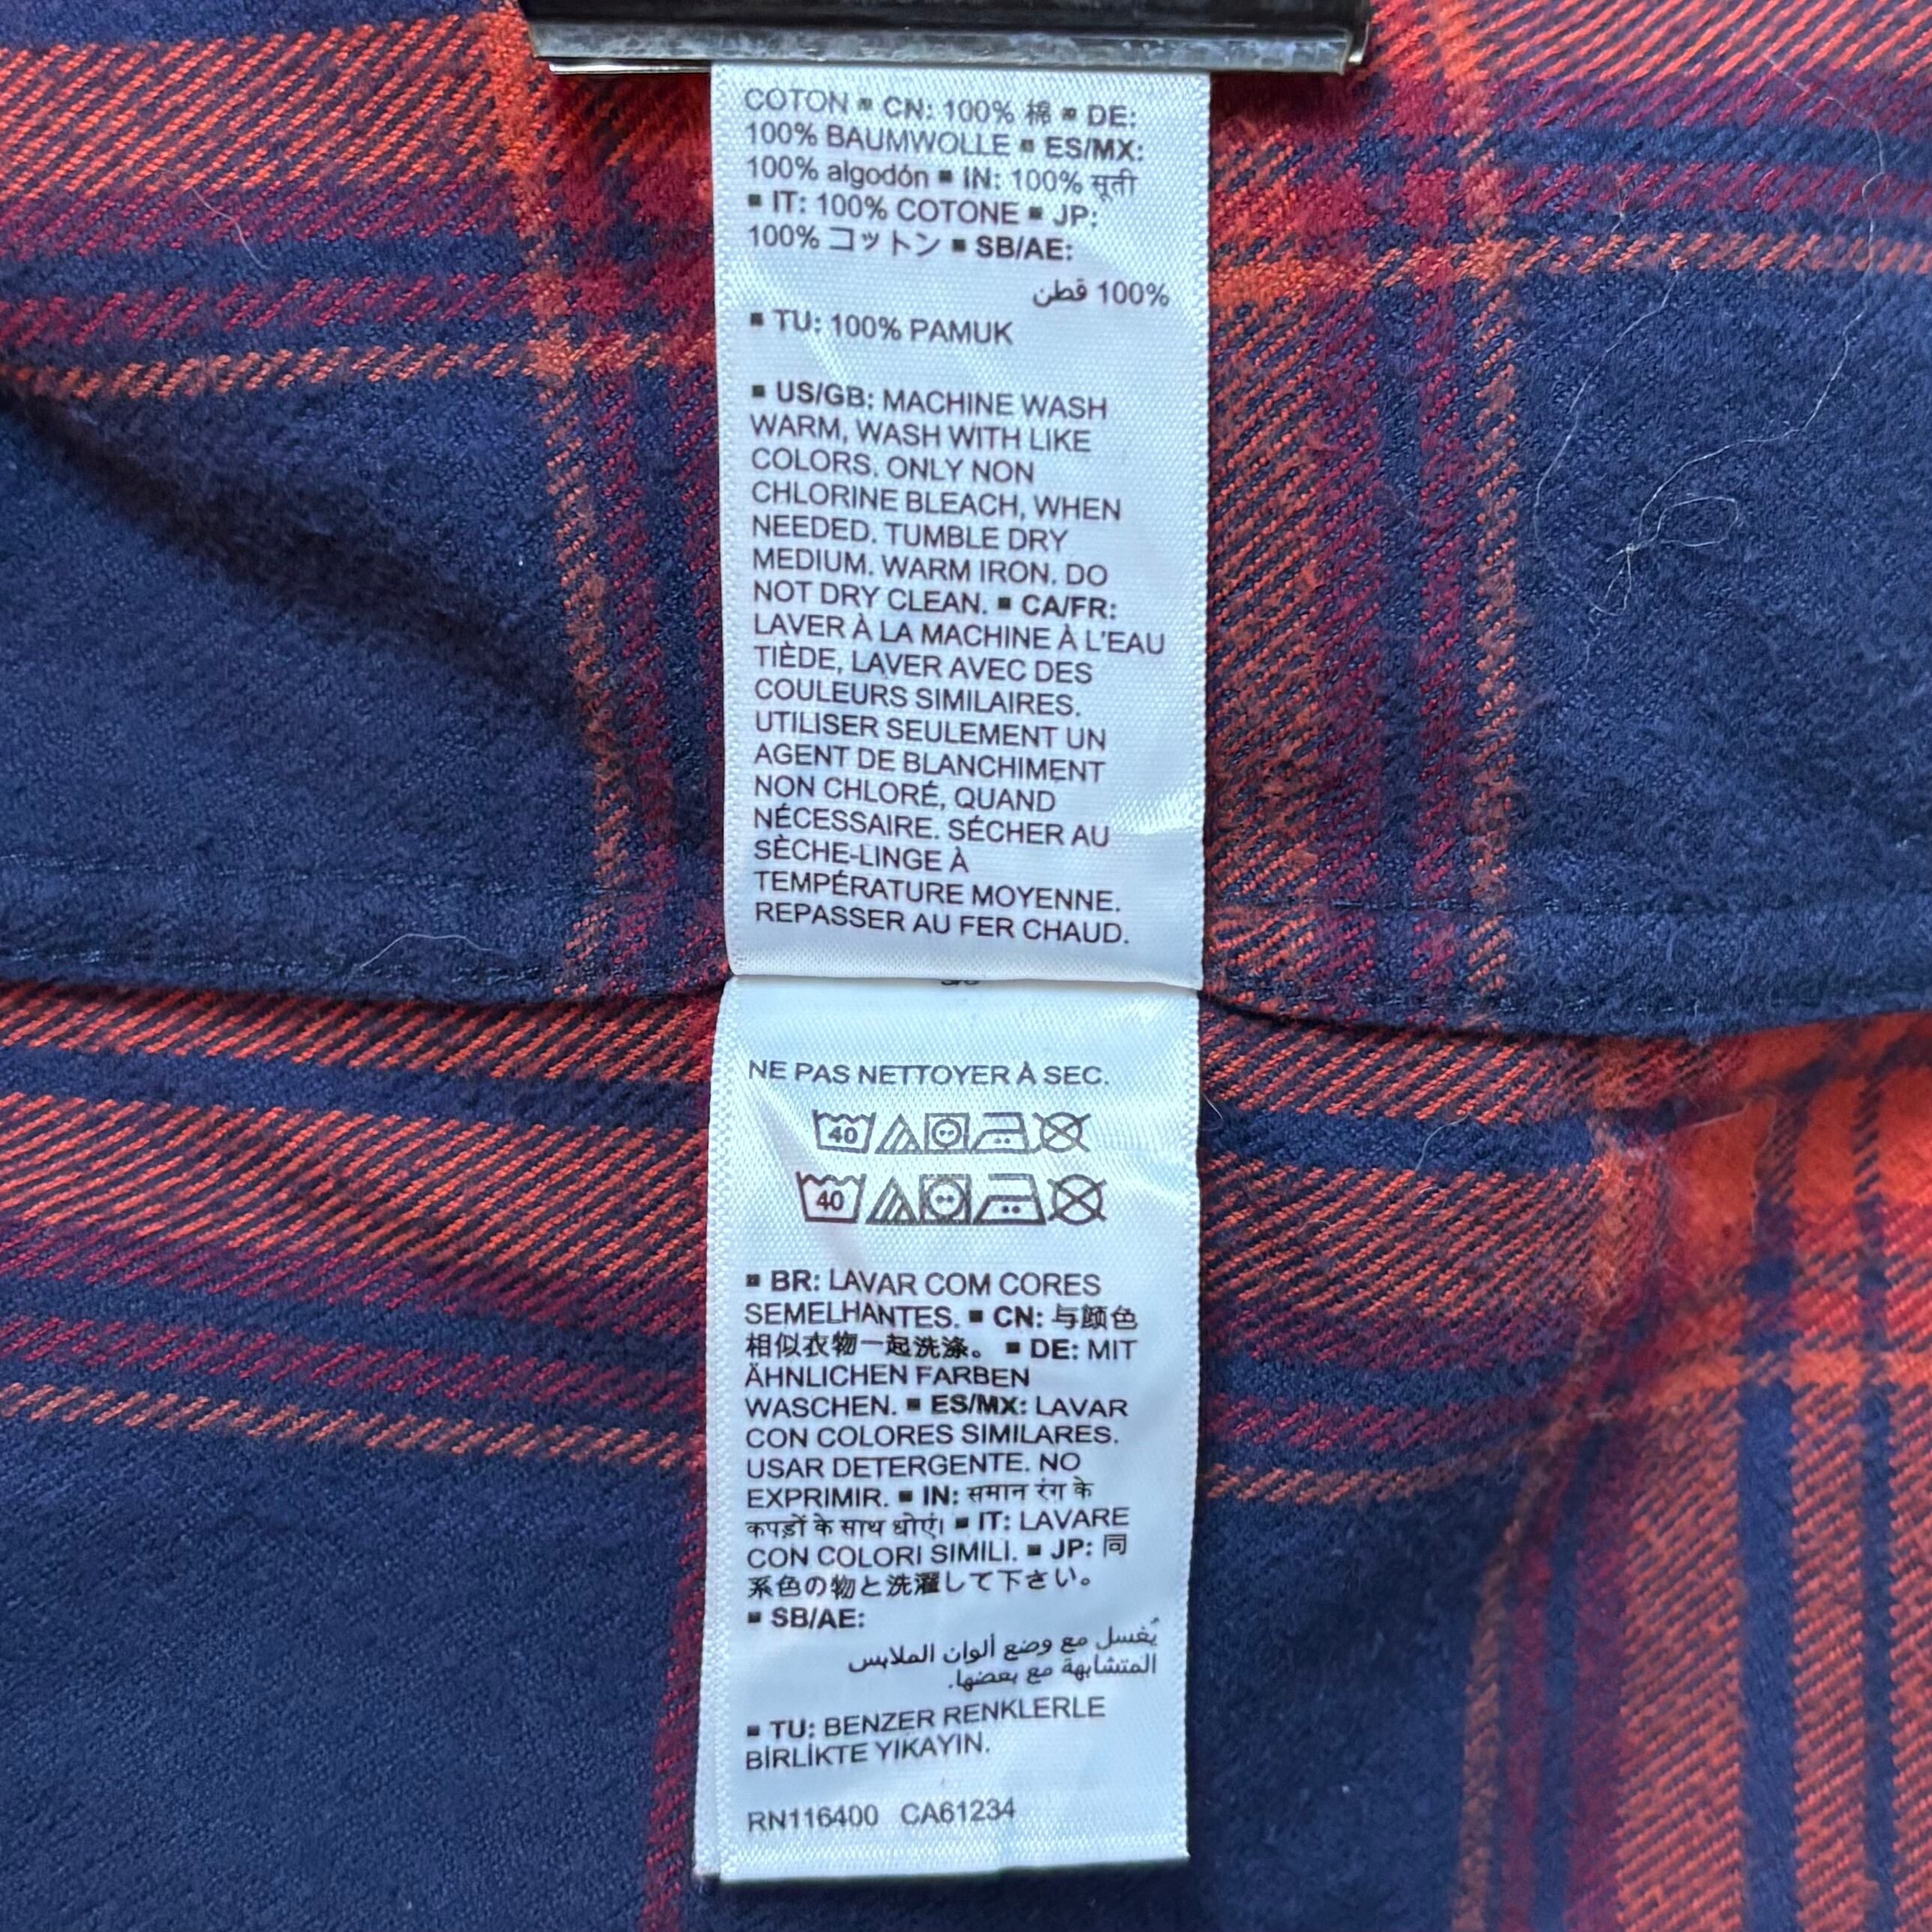 COTON ▪ CN: 100% 棉 ▪ DE:
100% BAUMWOLLE ▪ ES/MX:
100% algodón ▪ IN: 100% सूती
▪ IT: 100% COTONE ▪ JP:
100% コットン ▪ SB/AE:
100% قطن
▪ TU: 100% PAMUK
▪ US/GB: MACHINE WASH
WARM, WASH WITH LIKE
COLORS. ONLY NON
CHLORINE BLEACH, WHEN
NEEDED. TUMBLE DRY
MEDIUM. WARM IRON. DO
NOT DRY CLEAN. ▪ CA/FR:
LAVER À LA MACHINE À L'EAU
TIÈDE, LAVER AVEC DES
COULEURS SIMILAIRES.
UTILISER SEULEMENT UN
AGENT DE BLANCHIMENT
NON CHLORÉ, QUAND
NÉCESSAIRE. SÉCHER AU
SÈCHE-LINGE À
TEMPÉRATURE MOYENNE.
REPASSER AU FER CHAUD.
NE PAS NETTOYER À SEC.
40
40
▪ BR: LAVAR COM CORES
SEMELHANTES. ▪ CN: 与颜色
相似衣物一起洗涤。 ▪ DE: MIT
ÄHNLICHEN FARBEN
WASCHEN. ▪ ES/MX: LAVAR
CON COLORES SIMILARES.
USAR DETERGENTE. NO
EXPRIMIR. ▪ IN: समान रंग के
कपड़ों के साथ धोएं। ▪ IT: LAVARE
CON COLORI SIMILI. ▪ JP: 同
系色の物と洗濯して下さい。
▪ SB/AE:
يُغسل مع وضع ألوان الملابس
المتشابهة مع بعضها.
▪ TU: BENZER RENKLERLE
BİRLİKTE YIKAYIN.
RN116400 CA61234